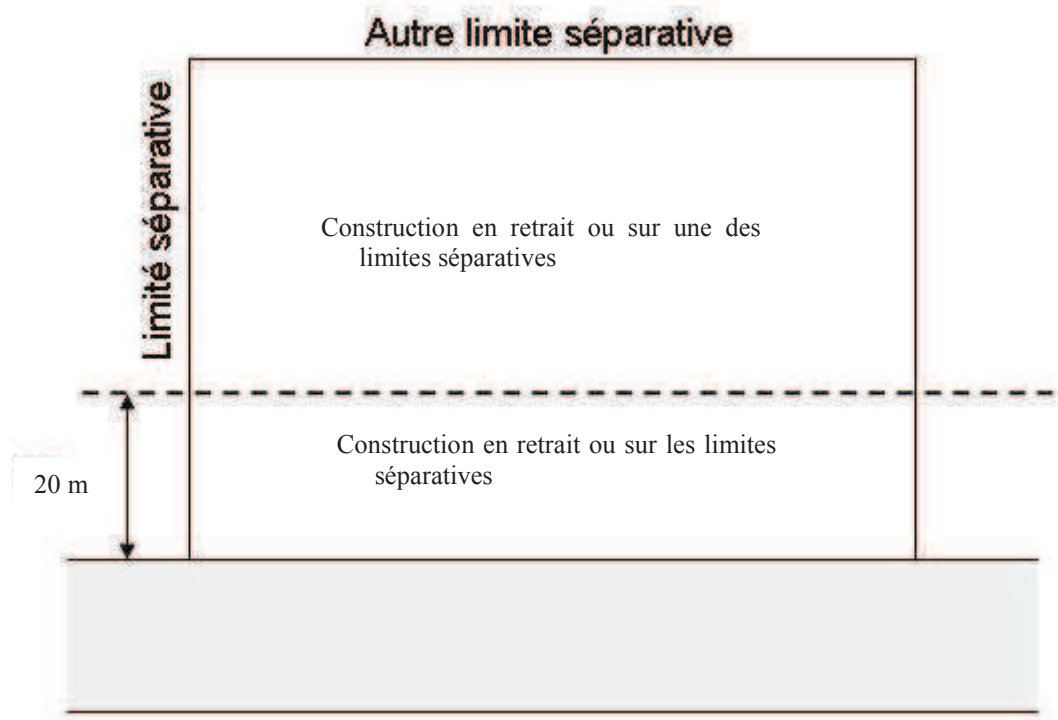 Autre limite séparative
Limité séparative
Construction en retrait ou sur une des
limites séparatives
Construction en retrait ou sur les limites
séparatives
20 m